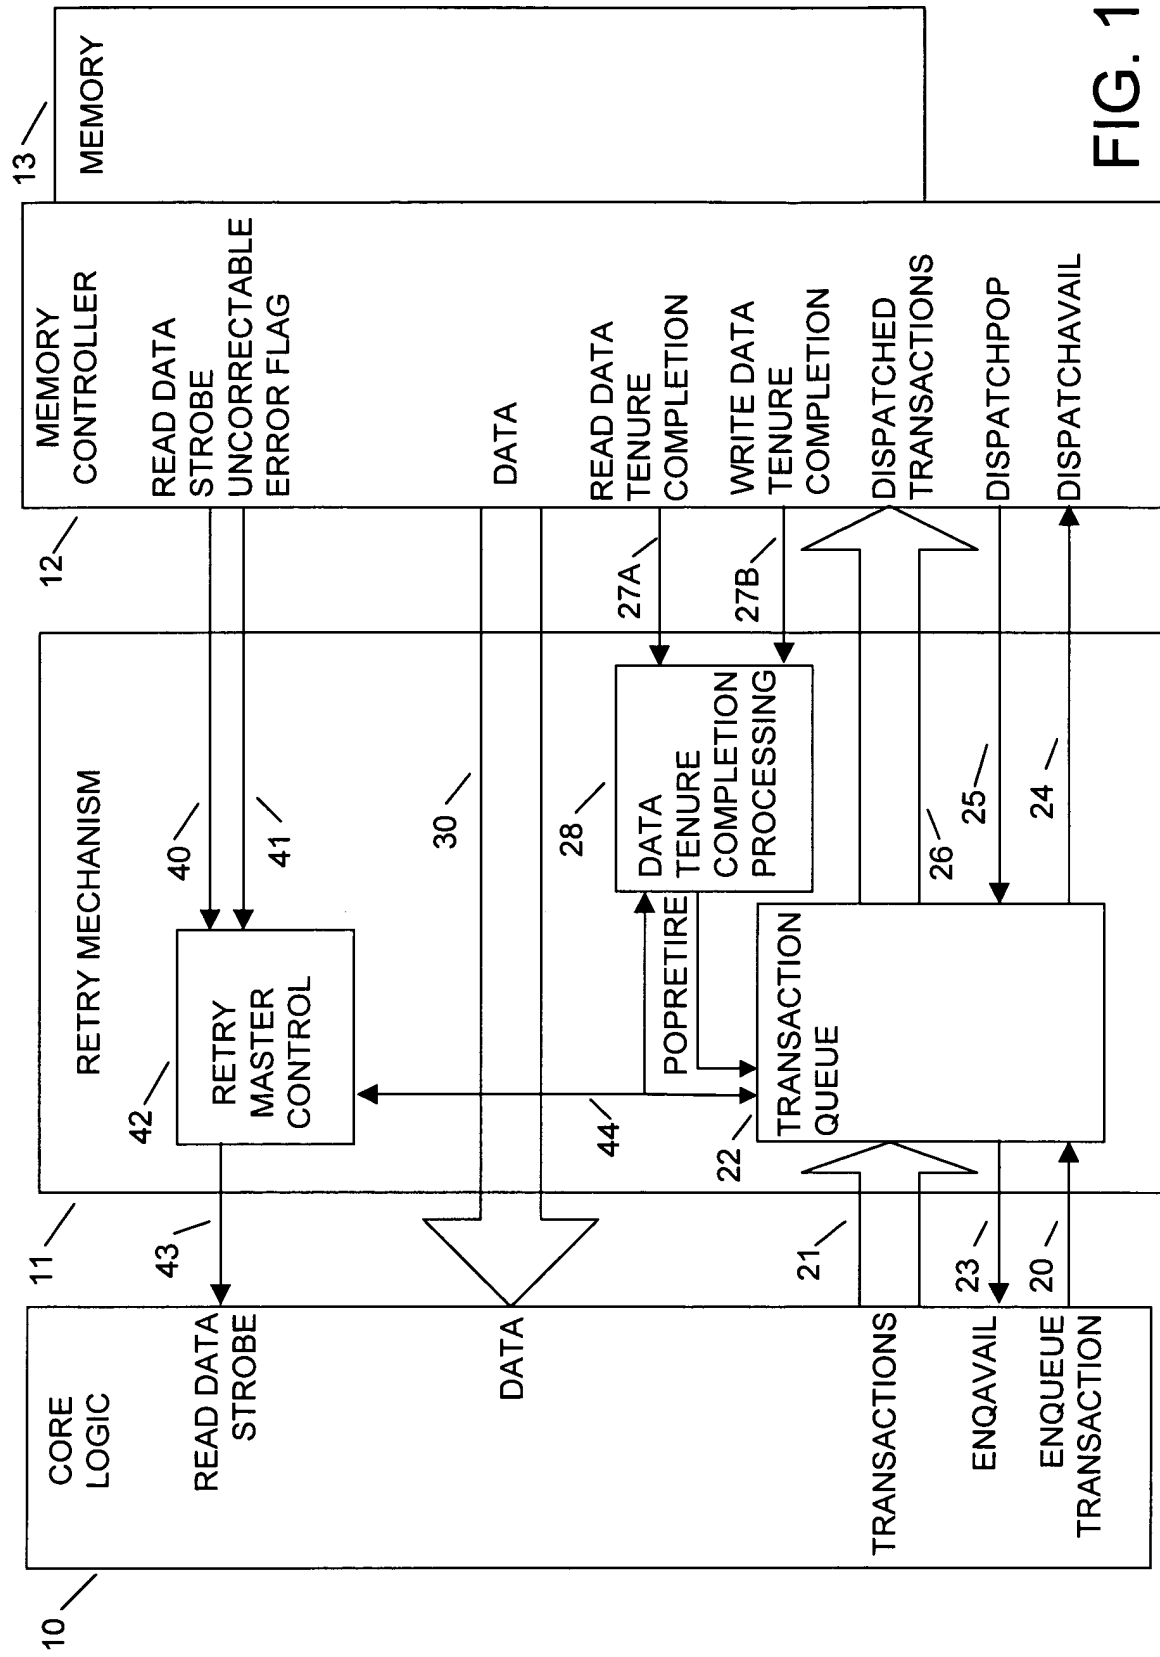 10
CORE
LOGIC
READ DATA
STROBE
DATA
TRANSACTIONS
ENQAVAIL
ENQUEUE
TRANSACTION
11
43
21
23
20
RETRY MECHANISM
42
RETRY
MASTER
CONTROL
40
41
30
44
28
DATA
TENURE
COMPLETION
PROCESSING
POPRETIRE
22
TRANSACTION
QUEUE
26
25
24
12
27A
27B
MEMORY
CONTROLLER
READ DATA
STROBE
UNCORRECTABLE
ERROR FLAG
DATA
READ DATA
TENURE
COMPLETION
WRITE DATA
TENURE
COMPLETION
DISPATCHED
TRANSACTIONS
DISPATCHPOP
DISPATCHAVAIL
13
MEMORY
FIG. 1